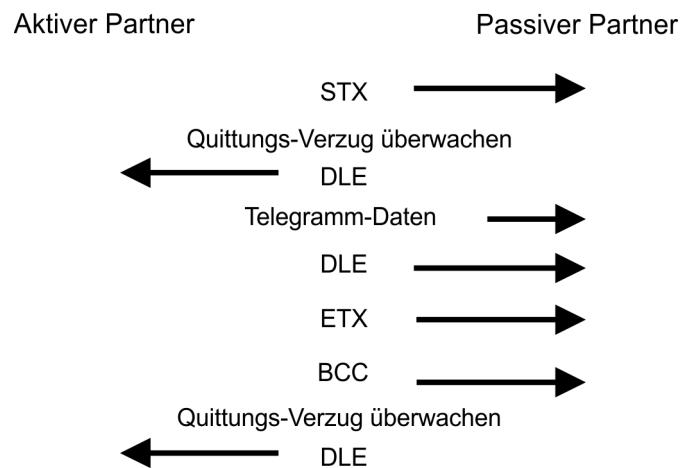 Aktiver Partner Passiver Partner
STX
Quittungs-Verzug überwachen
DLE
Telegramm-Daten
DLE
ETX
BCC
Quittungs-Verzug überwachen
DLE